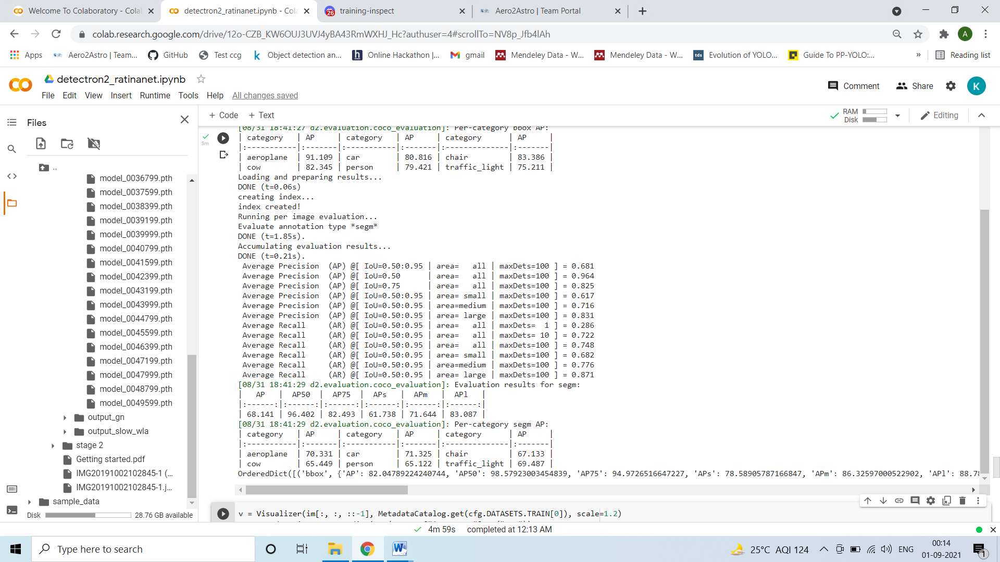 Welcome To Colaboratory - Colab
detectron2_ratinanet.ipynb - Cola
26
training-inspect
Aero2Astro | Team Portal
colab.research.google.com/drive/12o-CZB_KW6OUJ3UVJ4yBA43RmWXHJ_Hc?authuser=4#scrollTo=NV8p_Jfb4lAh
A
Apps
Aero2Astro | Team...
GitHub
Test ccg
k
Object detection an...
h
Online Hackathon |...
gmail
Mendeley Data - W...
Mendeley Data - W...
tds
Evolution of YOLO...
Guide To PP-YOLO:...
»
Reading list
detectron2_ratinanet.ipynb
File Edit View Insert Runtime Tools Help All changes saved
Comment
Share
K
+ Code + Text
RAM
Disk
Editing
Files
..
model_0036799.pth
model_0037599.pth
model_0038399.pth
model_0039199.pth
model_0039999.pth
model_0040799.pth
model_0041599.pth
model_0042399.pth
model_0043199.pth
model_0043999.pth
model_0044799.pth
model_0045599.pth
model_0046399.pth
model_0047199.pth
model_0047999.pth
model_0048799.pth
model_0049599.pth
output_gn
output_slow_wla
stage 2
Getting started.pdf
IMG20191002102845-1 (...
IMG20191002102845-1.j...
sample_data
Disk 28.76 GB available
5m
[08/31 18:41:27 d2.evaluation.coco_evaluation]: Per-category bbox AP:
| category | AP | category | AP | category | AP |
|:-----------|:-------|:-----------|:-------|:--------------|:-------|
| aeroplane | 91.109 | car | 80.816 | chair | 83.386 |
| cow | 82.345 | person | 79.421 | traffic_light | 75.211 |
Loading and preparing results...
DONE (t=0.06s)
creating index...
index created!
Running per image evaluation...
Evaluate annotation type *segm*
DONE (t=1.85s).
Accumulating evaluation results...
DONE (t=0.21s).
Average Precision (AP) @[ IoU=0.50:0.95 | area= all | maxDets=100 ] = 0.681
Average Precision (AP) @[ IoU=0.50 | area= all | maxDets=100 ] = 0.964
Average Precision (AP) @[ IoU=0.75 | area= all | maxDets=100 ] = 0.825
Average Precision (AP) @[ IoU=0.50:0.95 | area= small | maxDets=100 ] = 0.617
Average Precision (AP) @[ IoU=0.50:0.95 | area=medium | maxDets=100 ] = 0.716
Average Precision (AP) @[ IoU=0.50:0.95 | area= large | maxDets=100 ] = 0.831
Average Recall (AR) @[ IoU=0.50:0.95 | area= all | maxDets= 1 ] = 0.286
Average Recall (AR) @[ IoU=0.50:0.95 | area= all | maxDets= 10 ] = 0.722
Average Recall (AR) @[ IoU=0.50:0.95 | area= all | maxDets=100 ] = 0.748
Average Recall (AR) @[ IoU=0.50:0.95 | area= small | maxDets=100 ] = 0.682
Average Recall (AR) @[ IoU=0.50:0.95 | area=medium | maxDets=100 ] = 0.776
Average Recall (AR) @[ IoU=0.50:0.95 | area= large | maxDets=100 ] = 0.871
[08/31 18:41:29 d2.evaluation.coco_evaluation]: Evaluation results for segm:
| AP | AP50 | AP75 | APs | APm | APl |
|:------:|:------:|:------:|:------:|:------:|:------:|
| 68.141 | 96.402 | 82.493 | 61.738 | 71.644 | 83.087 |
[08/31 18:41:29 d2.evaluation.coco_evaluation]: Per-category segm AP:
| category | AP | category | AP | category | AP |
|:-----------|:-------|:-----------|:-------|:--------------|:-------|
| aeroplane | 70.331 | car | 71.325 | chair | 67.133 |
| cow | 65.449 | person | 65.122 | traffic_light | 69.487 |
OrderedDict([('bbox', {'AP': 82.04789224240744, 'AP50': 98.57923003454839, 'AP75': 94.9726516647227, 'APs': 78.58905787166847, 'APm': 86.32597000522902, 'APl': 88.78
v = Visualizer(im[:, :, ::-1], MetadataCatalog.get(cfg.DATASETS.TRAIN[0]), scale=1.2)
4m 59s completed at 12:13 AM
Type here to search
25°C AQI 124
ENG
00:14
01-09-2021
1